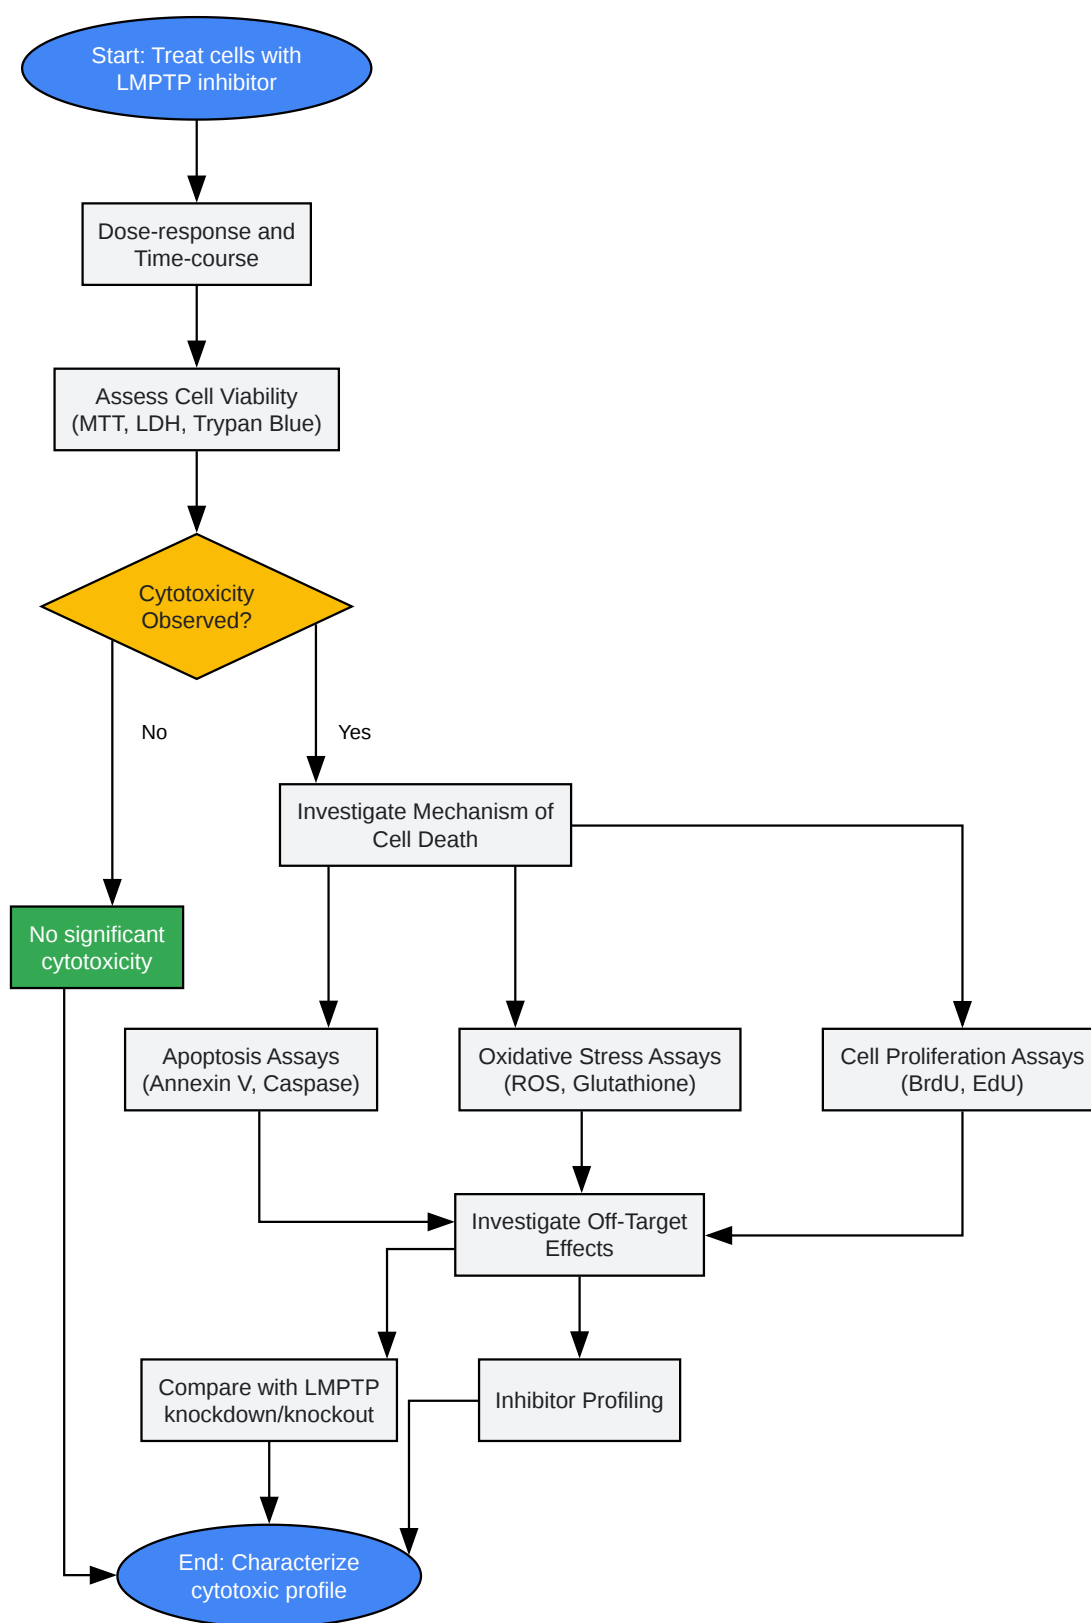 Start: Treat cells with
LMPTP inhibitor
Dose-response and
Time-course
Assess Cell Viability
(MTT, LDH, Trypan Blue)
Cytotoxicity
Observed?
No
Yes
Investigate Mechanism of
Cell Death
No significant
cytotoxicity
Apoptosis Assays
(Annexin V, Caspase)
Oxidative Stress Assays
(ROS, Glutathione)
Cell Proliferation Assays
(BrdU, EdU)
Investigate Off-Target
Effects
Compare with LMPTP
knockdown/knockout
Inhibitor Profiling
End: Characterize
cytotoxic profile